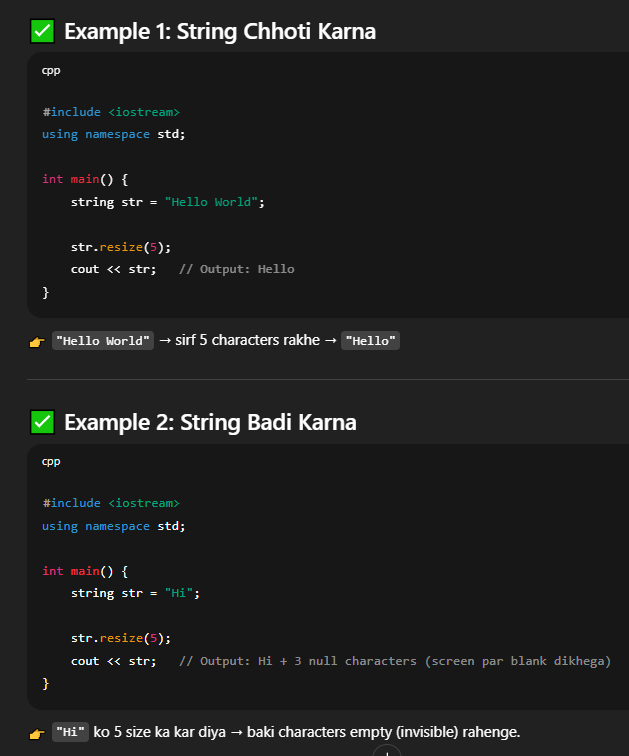 ✅ Example 1: String Chhoti Karna
cpp
#include <iostream>
using namespace std;
int main() {
    string str = "Hello World";
    str.resize(5);
    cout << str;   // Output: Hello
}
👉 "Hello World" → sirf 5 characters rakhe → "Hello"
✅ Example 2: String Badi Karna
cpp
#include <iostream>
using namespace std;
int main() {
    string str = "Hi";
    str.resize(5);
    cout << str;   // Output: Hi + 3 null characters (screen par blank dikhega)
}
👉 "Hi" ko 5 size ka kar diya → baki characters empty (invisible) rahenge.